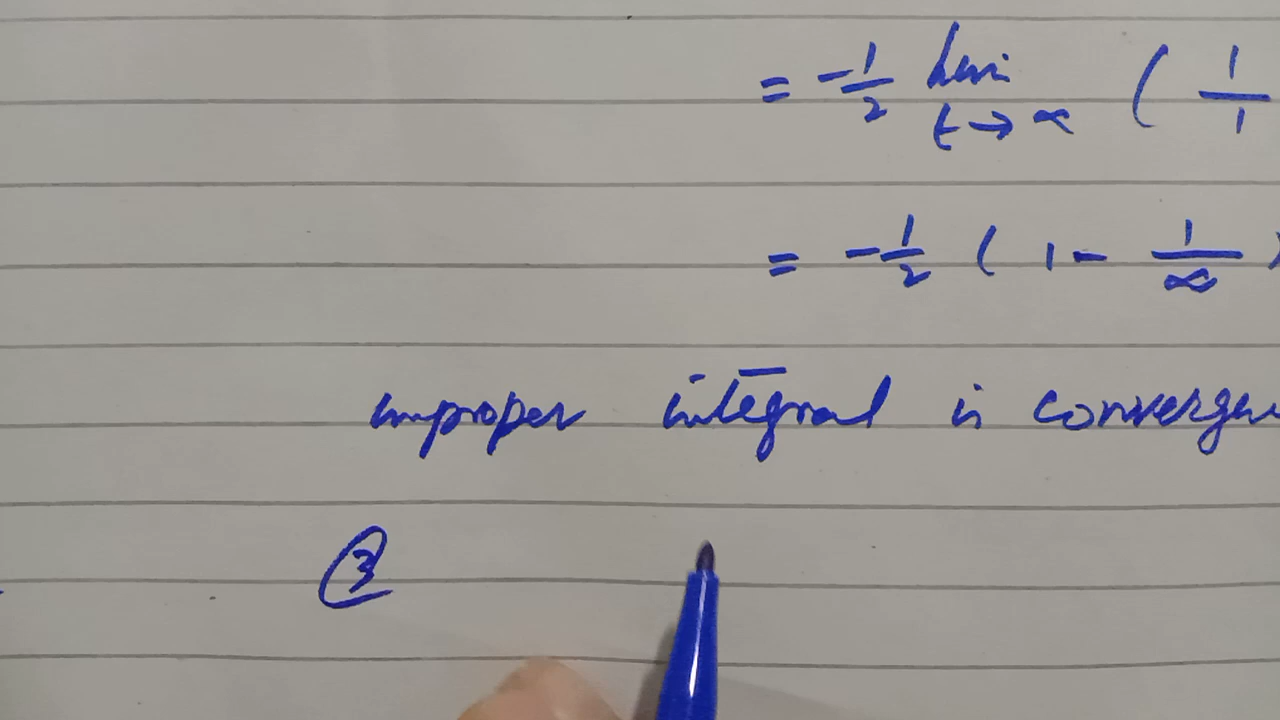 = -1/2 lim t→∞ ( 1/1
= -1/2 ( 1 - 1/∞ )
improper integral is convergen
3